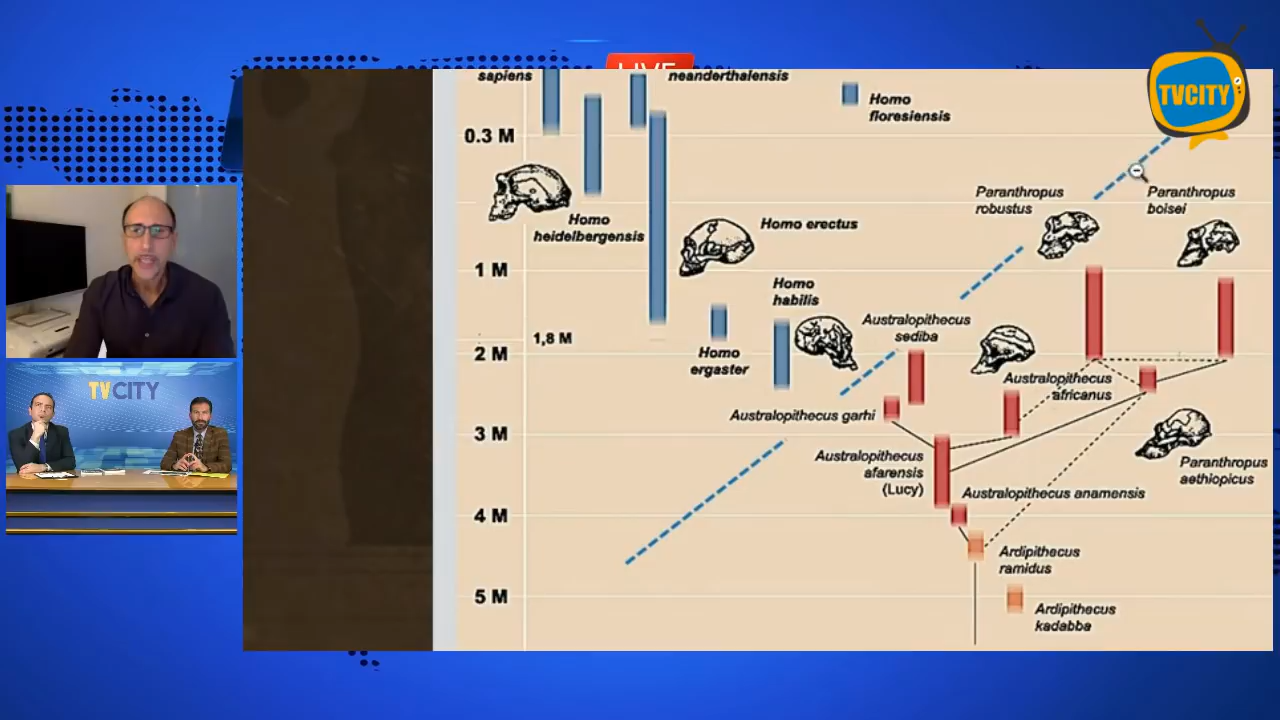 LIVE
TVCITY
TVCITY
sapiens
neanderthalensis
Homo
floresiensis
0.3 M
Paranthropus
robustus
Paranthropus
boisei
Homo
heidelbergensis
Homo erectus
1 M
Homo
habilis
Australopithecus
sediba
1,8 M
2 M
Homo
ergaster
Australopithecus
africanus
Australopithecus garhi
3 M
Australopithecus
afarensis
(Lucy)
Paranthropus
aethiopicus
Australopithecus anamensis
4 M
Ardipithecus
ramidus
5 M
Ardipithecus
kadabba